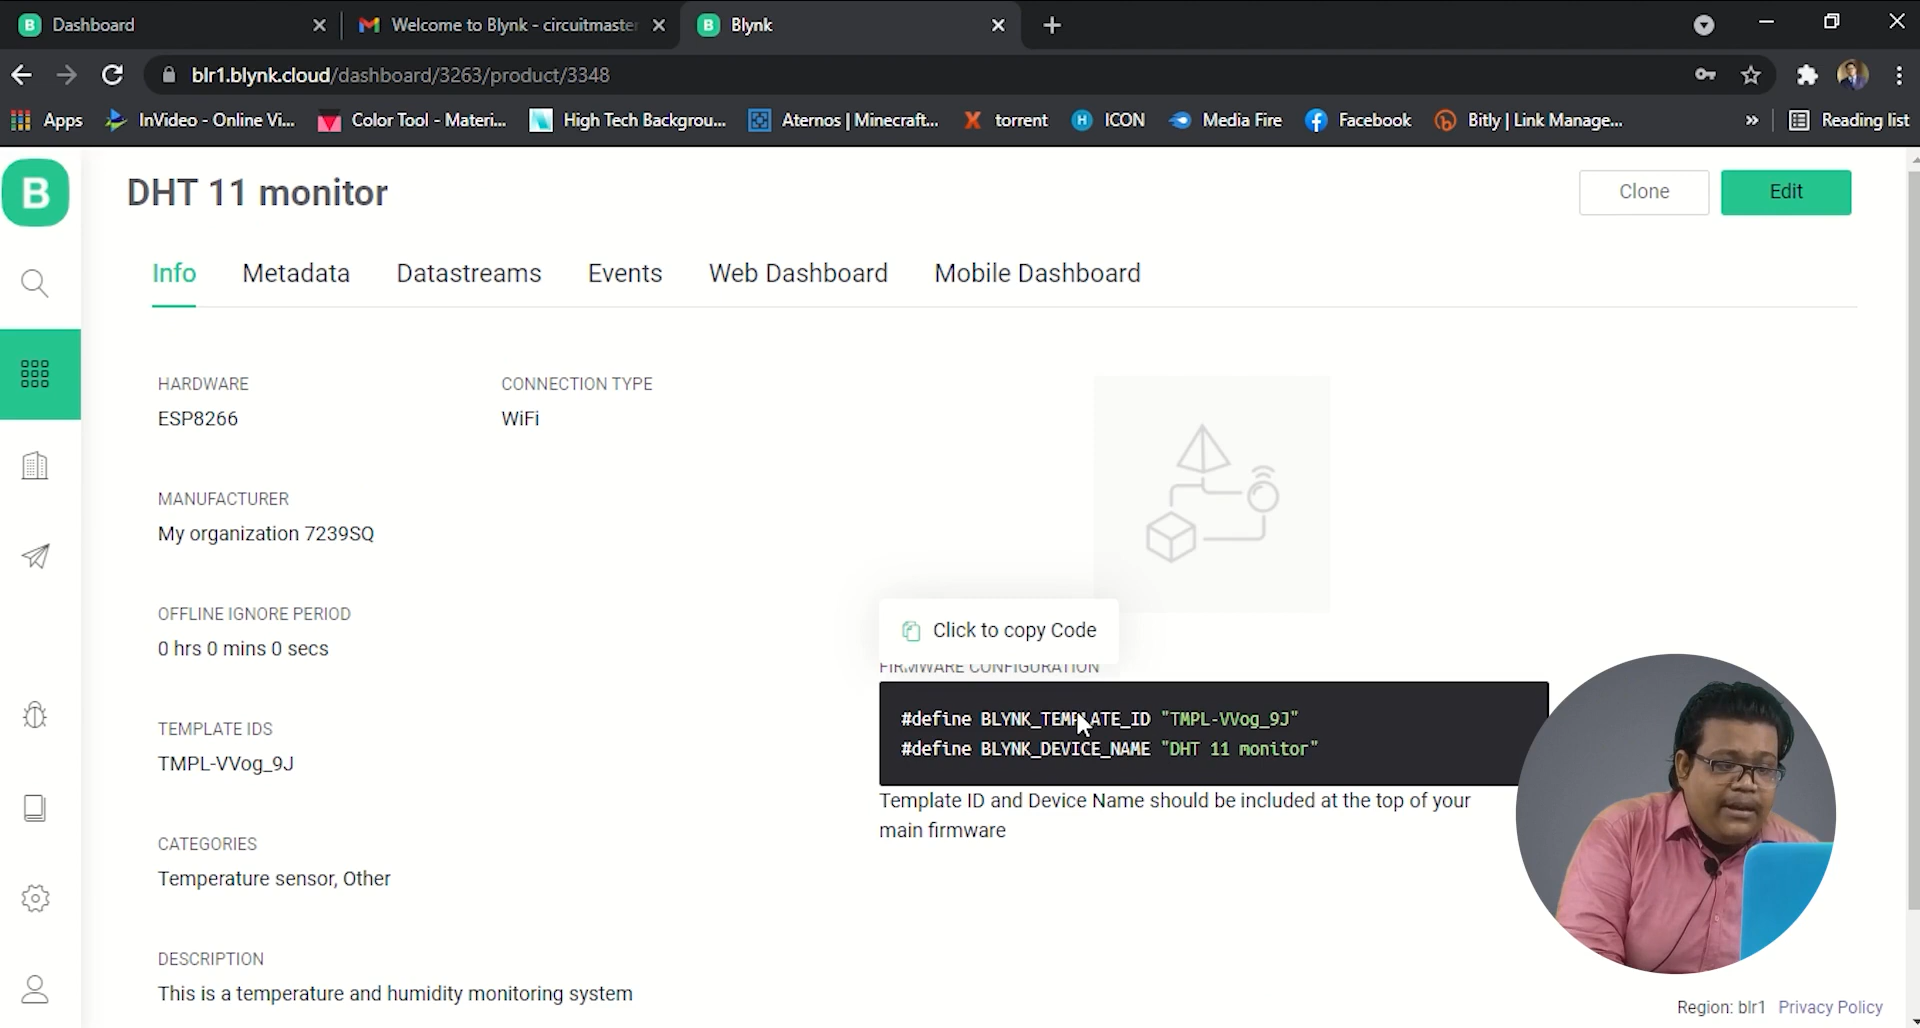 Dashboard
Welcome to Blynk - circuitmaster
Blynk
blr1.blynk.cloud/dashboard/3263/product/3348
Apps
InVideo - Online Vi...
Color Tool - Materi...
High Tech Backgrou...
Aternos | Minecraft...
torrent
ICON
Media Fire
Facebook
Bitly | Link Manage...
»
Reading list
B
DHT 11 monitor
Clone
Edit
Info
Metadata
Datastreams
Events
Web Dashboard
Mobile Dashboard
HARDWARE
ESP8266
CONNECTION TYPE
WiFi
MANUFACTURER
My organization 7239SQ
OFFLINE IGNORE PERIOD
0 hrs 0 mins 0 secs
TEMPLATE IDS
TMPL-VVog_9J
CATEGORIES
Temperature sensor, Other
DESCRIPTION
This is a temperature and humidity monitoring system
Click to copy Code
FIRMWARE CONFIGURATION
#define BLYNK_TEMPLATE_ID "TMPL-VVog_9J"
#define BLYNK_DEVICE_NAME "DHT 11 monitor"
Template ID and Device Name should be included at the top of your
main firmware
Region: blr1 Privacy Policy